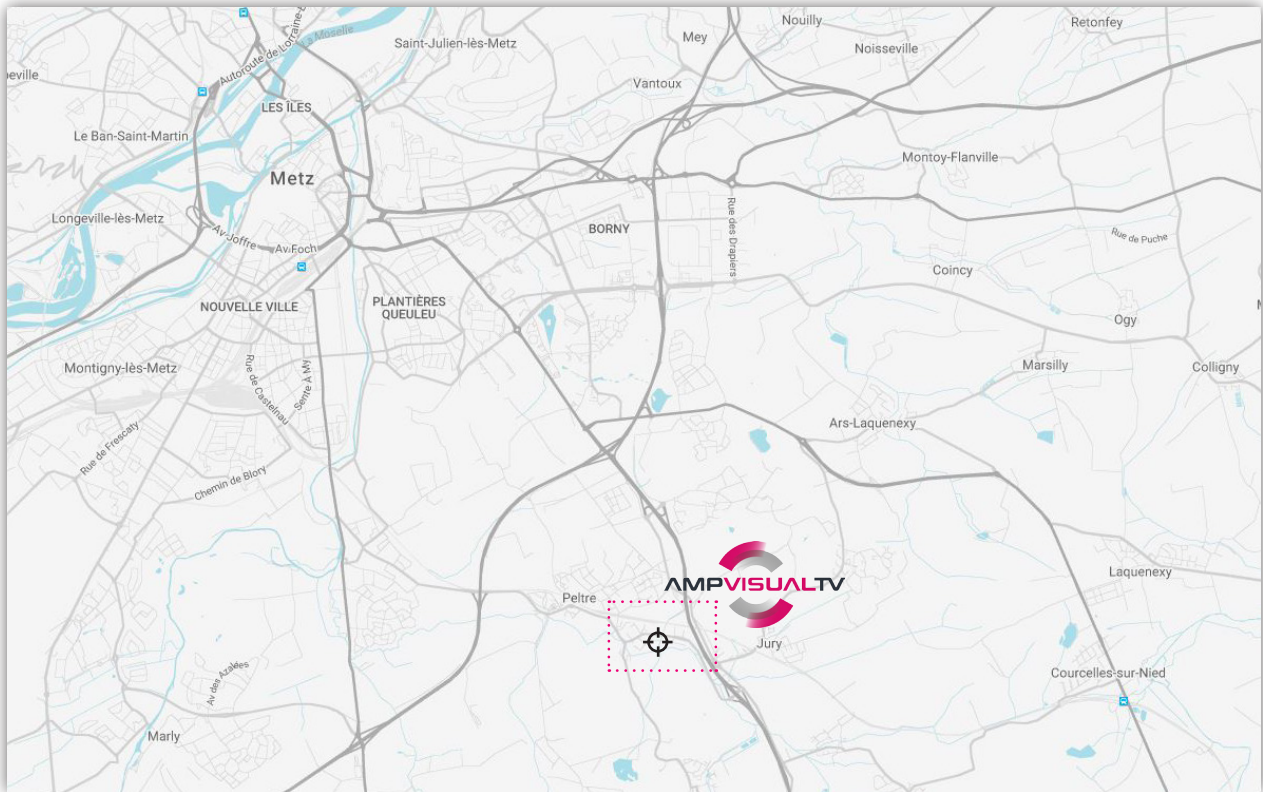 Nouilly
Retonfey
Mey
Noisseville
Saint-Julien-lès-Metz
La Moselle
Autoroute de Lorraine-B
Vantoux
LES ÎLES
Le Ban-Saint-Martin
Montoy-Flanville
Metz
Longeville-lès-Metz
Rue des Drapiers
BORNY
Av. Joffre
Av. Foch
Rue de Puche
Coincy
NOUVELLE VILLE
PLANTIÈRES
QUEULEU
Ogy
Montigny-lès-Metz
Marsilly
Colligny
Rue de Castelnau
Sente À My
Ars-Laquenexy
Rue de Frescaty
Chemin de Blory
Laquenexy
AMPVISUALTV
Peltre
Jury
Av des Azalées
Courcelles-sur-Nied
Marly